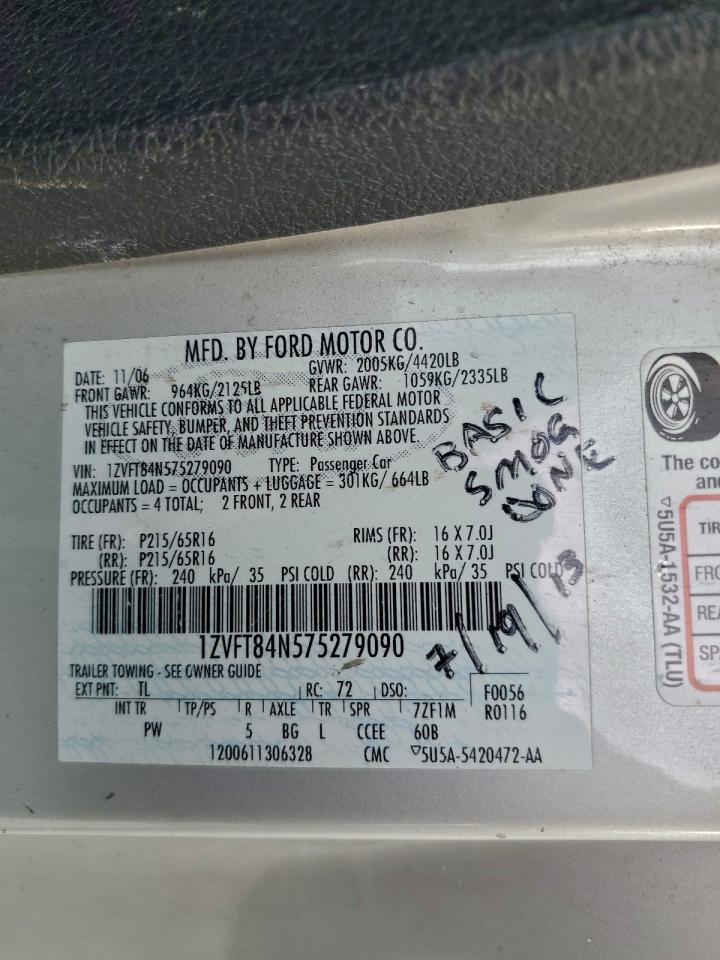 MFD. BY FORD MOTOR CO.
DATE: 11/06 GVWR: 2005KG/4420LB
FRONT GAWR: 964KG/2125LB REAR GAWR: 1059KG/2335LB
THIS VEHICLE CONFORMS TO ALL APPLICABLE FEDERAL MOTOR
VEHICLE SAFETY, BUMPER, AND THEFT PREVENTION STANDARDS
IN EFFECT ON THE DATE OF MANUFACTURE SHOWN ABOVE.
VIN: 1ZVFT84N575279090 TYPE: Passenger Car
MAXIMUM LOAD = OCCUPANTS + LUGGAGE = 301KG/ 664LB
OCCUPANTS = 4 TOTAL; 2 FRONT, 2 REAR
TIRE (FR): P215/65R16 RIMS (FR): 16 X 7.0J
(RR): P215/65R16 (RR): 16 X 7.0J
PRESSURE (FR): 240 kPa/ 35 PSI COLD (RR): 240 kPa/ 35 PSI COLD
1ZVFT84N575279090
TRAILER TOWING - SEE OWNER GUIDE
EXT PNT: TL RC: 72 DSO: F0056
INT TR TP/PS R AXLE TR SPR 7ZF1M R0116
PW 5 BG L CCEE 60B
1200611306328 CMC ▽5U5A-5420472-AA
BASIC
SMOG
DONE
7/19/13
The co
an
▽5U5A-1532-AA (TLU)
TIR
FRO
REA
SP